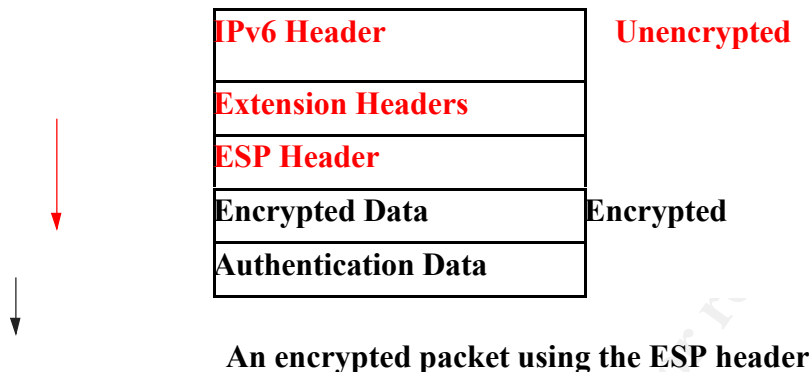 IPv6 Header Unencrypted
Extension Headers
ESP Header
Encrypted Data Encrypted
Authentication Data
An encrypted packet using the ESP header